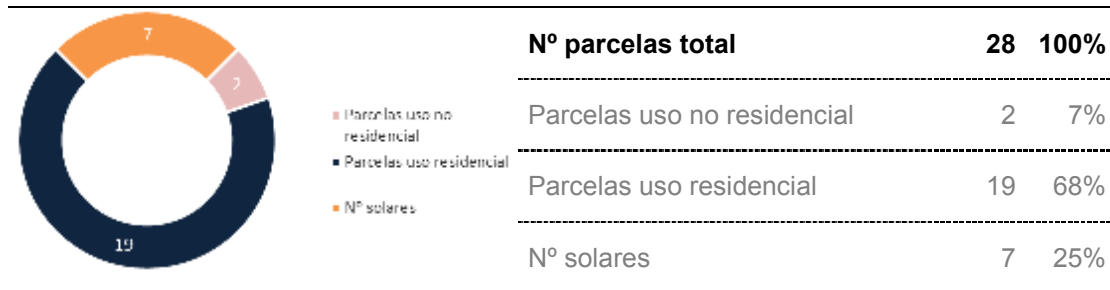 7
2
19
Parcelas uso no
residencial
Parcelas uso residencial
Nº solares
Nº parcelas total 28 100%
Parcelas uso no residencial 2 7%
Parcelas uso residencial 19 68%
Nº solares 7 25%